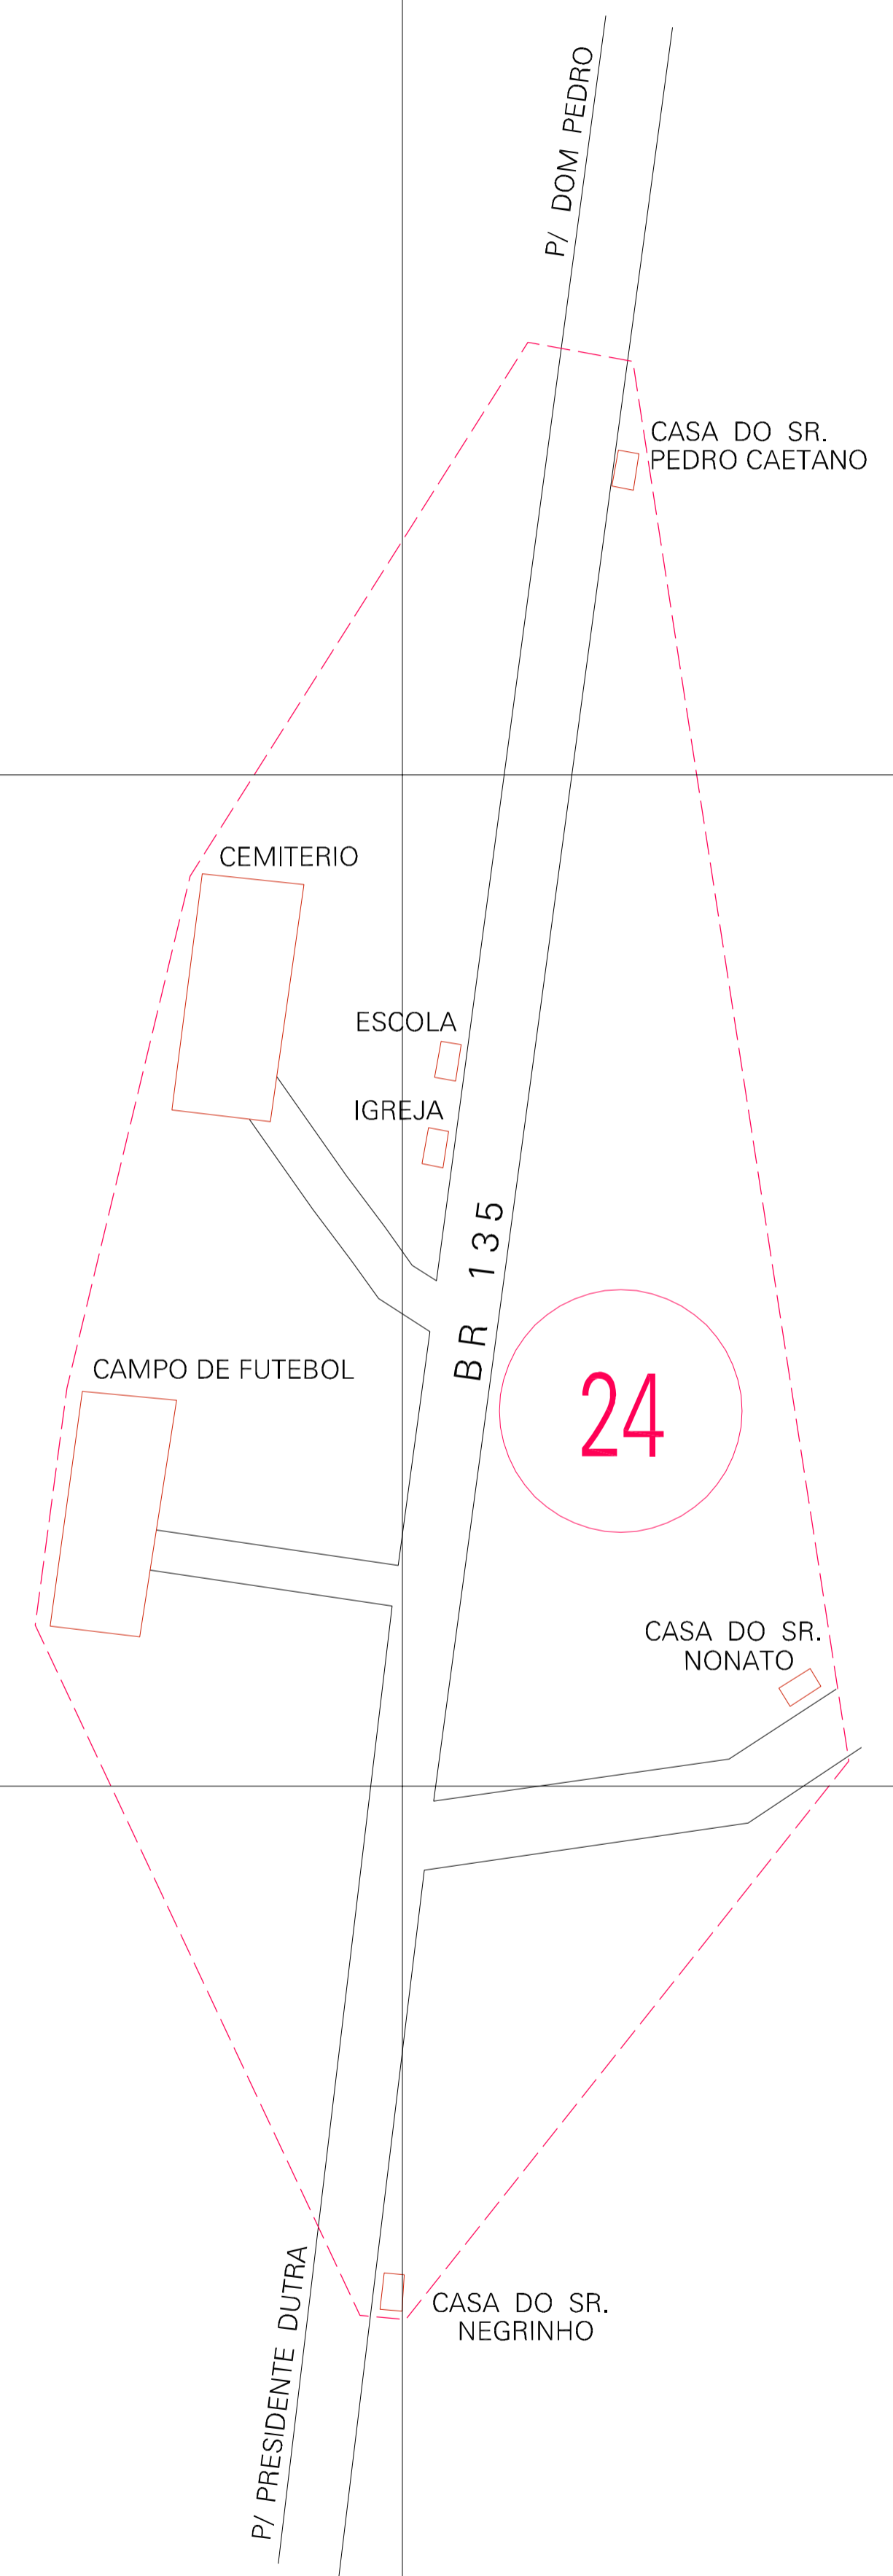 P/ DOM PEDRO
CASA DO SR.
PEDRO CAETANO
CEMITERIO
ESCOLA
IGREJA
BR 135
CAMPO DE FUTEBOL
24
CASA DO SR.
NONATO
P/ PRESIDENTE DUTRA
CASA DO SR.
NEGRINHO